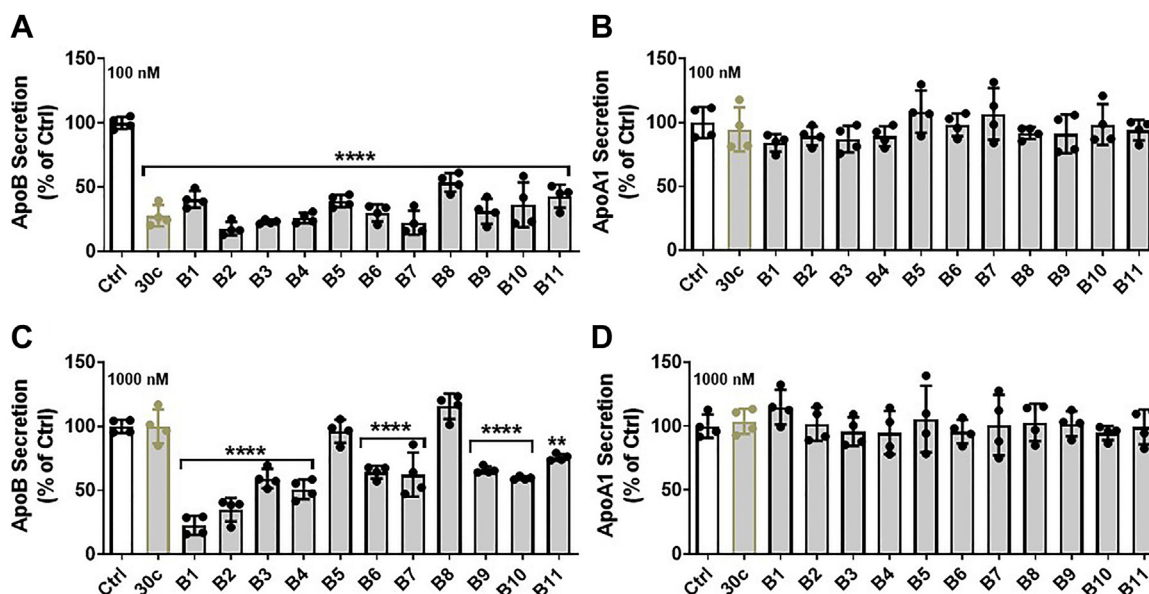 A
ApoB Secretion
(% of Ctrl)
150
100
50
0
100 nM
****
Ctrl 30c B1 B2 B3 B4 B5 B6 B7 B8 B9 B10 B11
B
ApoA1 Secretion
(% of Ctrl)
150
100
50
0
100 nM
Ctrl 30c B1 B2 B3 B4 B5 B6 B7 B8 B9 B10 B11
C
ApoB Secretion
(% of Ctrl)
150
100
50
0
1000 nM
**** **** **** **
Ctrl 30c B1 B2 B3 B4 B5 B6 B7 B8 B9 B10 B11
D
ApoA1 Secretion
(% of Ctrl)
150
100
50
0
1000 nM
Ctrl 30c B1 B2 B3 B4 B5 B6 B7 B8 B9 B10 B11